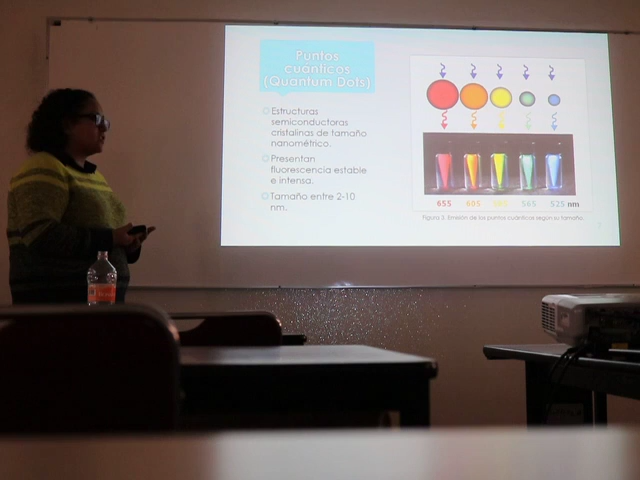 Puntos
cuánticos
(Quantum Dots)
Estructuras
semiconductoras
cristalinas de tamaño
nanométrico.
Presentan
fluorescencia estable
e intensa.
Tamaño entre 2-10
nm.
655 605 565 525 nm
Figura 3. Emisión de los puntos cuánticos según su tamaño.